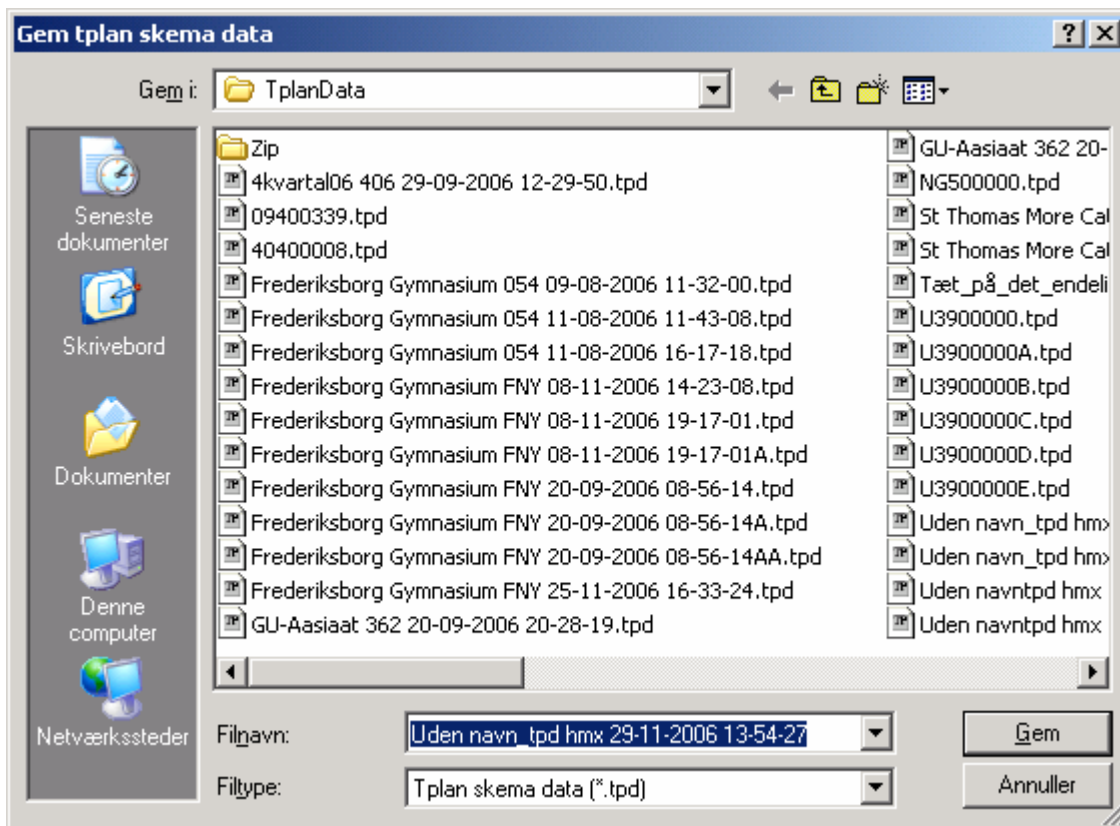 Gem tplan skema data
Gem i:
TplanData
Seneste
dokumenter
Skrivebord
Dokumenter
Denne
computer
Netværkssteder
Zip
4kvartal06 406 29-09-2006 12-29-50.tpd
09400339.tpd
40400008.tpd
Frederiksborg Gymnasium 054 09-08-2006 11-32-00.tpd
Frederiksborg Gymnasium 054 11-08-2006 11-43-08.tpd
Frederiksborg Gymnasium 054 11-08-2006 16-17-18.tpd
Frederiksborg Gymnasium FNY 08-11-2006 14-23-08.tpd
Frederiksborg Gymnasium FNY 08-11-2006 19-17-01.tpd
Frederiksborg Gymnasium FNY 08-11-2006 19-17-01A.tpd
Frederiksborg Gymnasium FNY 20-09-2006 08-56-14.tpd
Frederiksborg Gymnasium FNY 20-09-2006 08-56-14A.tpd
Frederiksborg Gymnasium FNY 20-09-2006 08-56-14AA.tpd
Frederiksborg Gymnasium FNY 25-11-2006 16-33-24.tpd
GU-Aasiaat 362 20-09-2006 20-28-19.tpd
GU-Aasiaat 362 20-
NG500000.tpd
St Thomas More Cat
St Thomas More Cat
Tæt_på_det_endeli
U3900000.tpd
U3900000A.tpd
U3900000B.tpd
U3900000C.tpd
U3900000D.tpd
U3900000E.tpd
Uden navn_tpd hmx
Uden navn_tpd hmx
Uden navntpd hmx
Uden navntpd hmx
Filnavn:
Uden navn_tpd hmx 29-11-2006 13-54-27
Gem
Filtype:
Tplan skema data (*.tpd)
Annuller